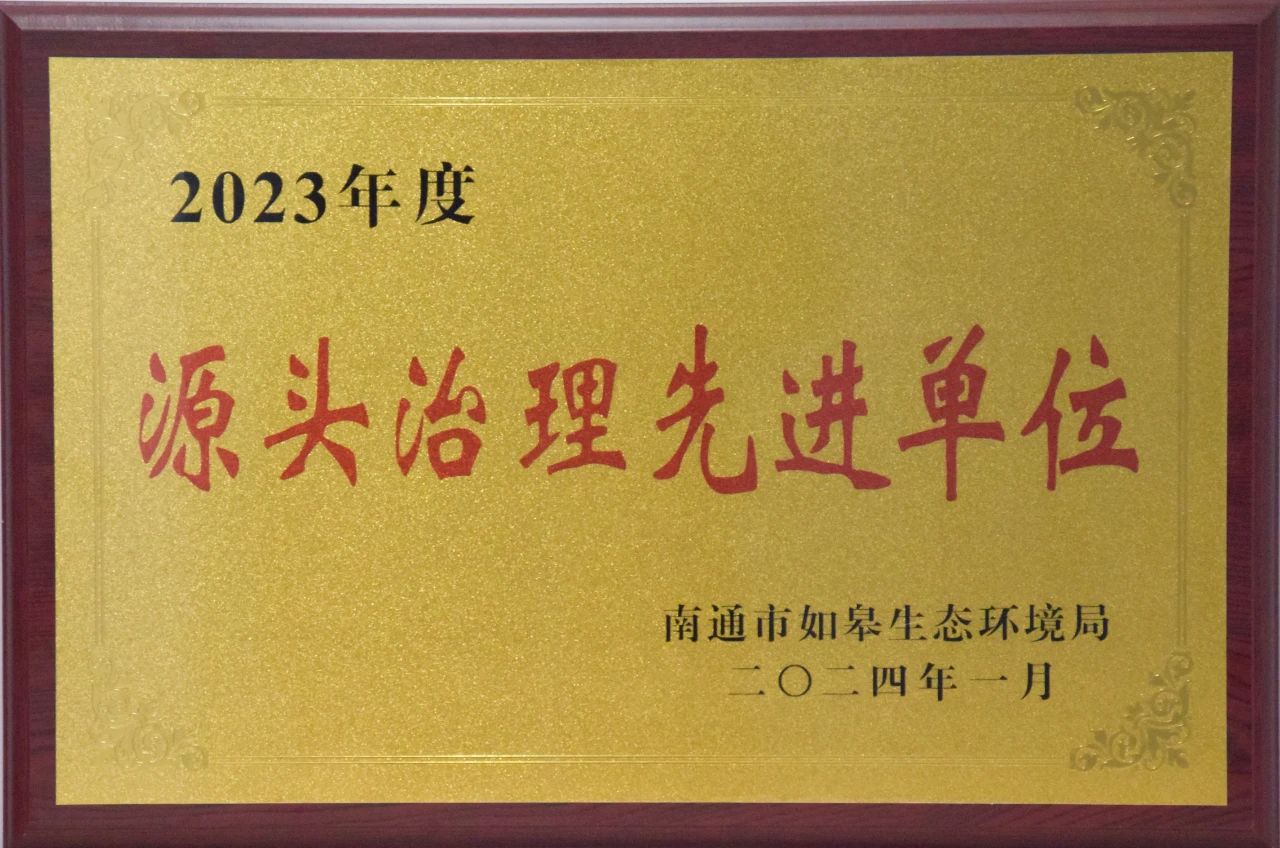 2023年度
源头治理先进单位
南通市如皋生态环境局
二〇二四年一月